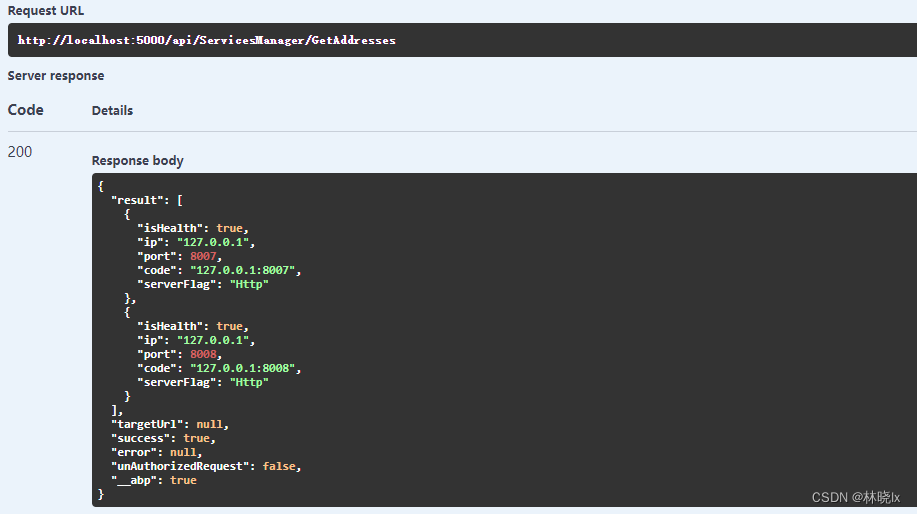 Request URL
http://localhost:5000/api/ServicesManager/GetAddresses
Server response
Code Details
200
Response body
{
  "result": [
    {
      "isHealth": true,
      "ip": "127.0.0.1",
      "port": 8007,
      "code": "127.0.0.1:8007",
      "serverFlag": "Http"
    },
    {
      "isHealth": true,
      "ip": "127.0.0.1",
      "port": 8008,
      "code": "127.0.0.1:8008",
      "serverFlag": "Http"
    }
  ],
  "targetUrl": null,
  "success": true,
  "error": null,
  "unAuthorizedRequest": false,
  "__abp": true
}
CSDN @林晓lx